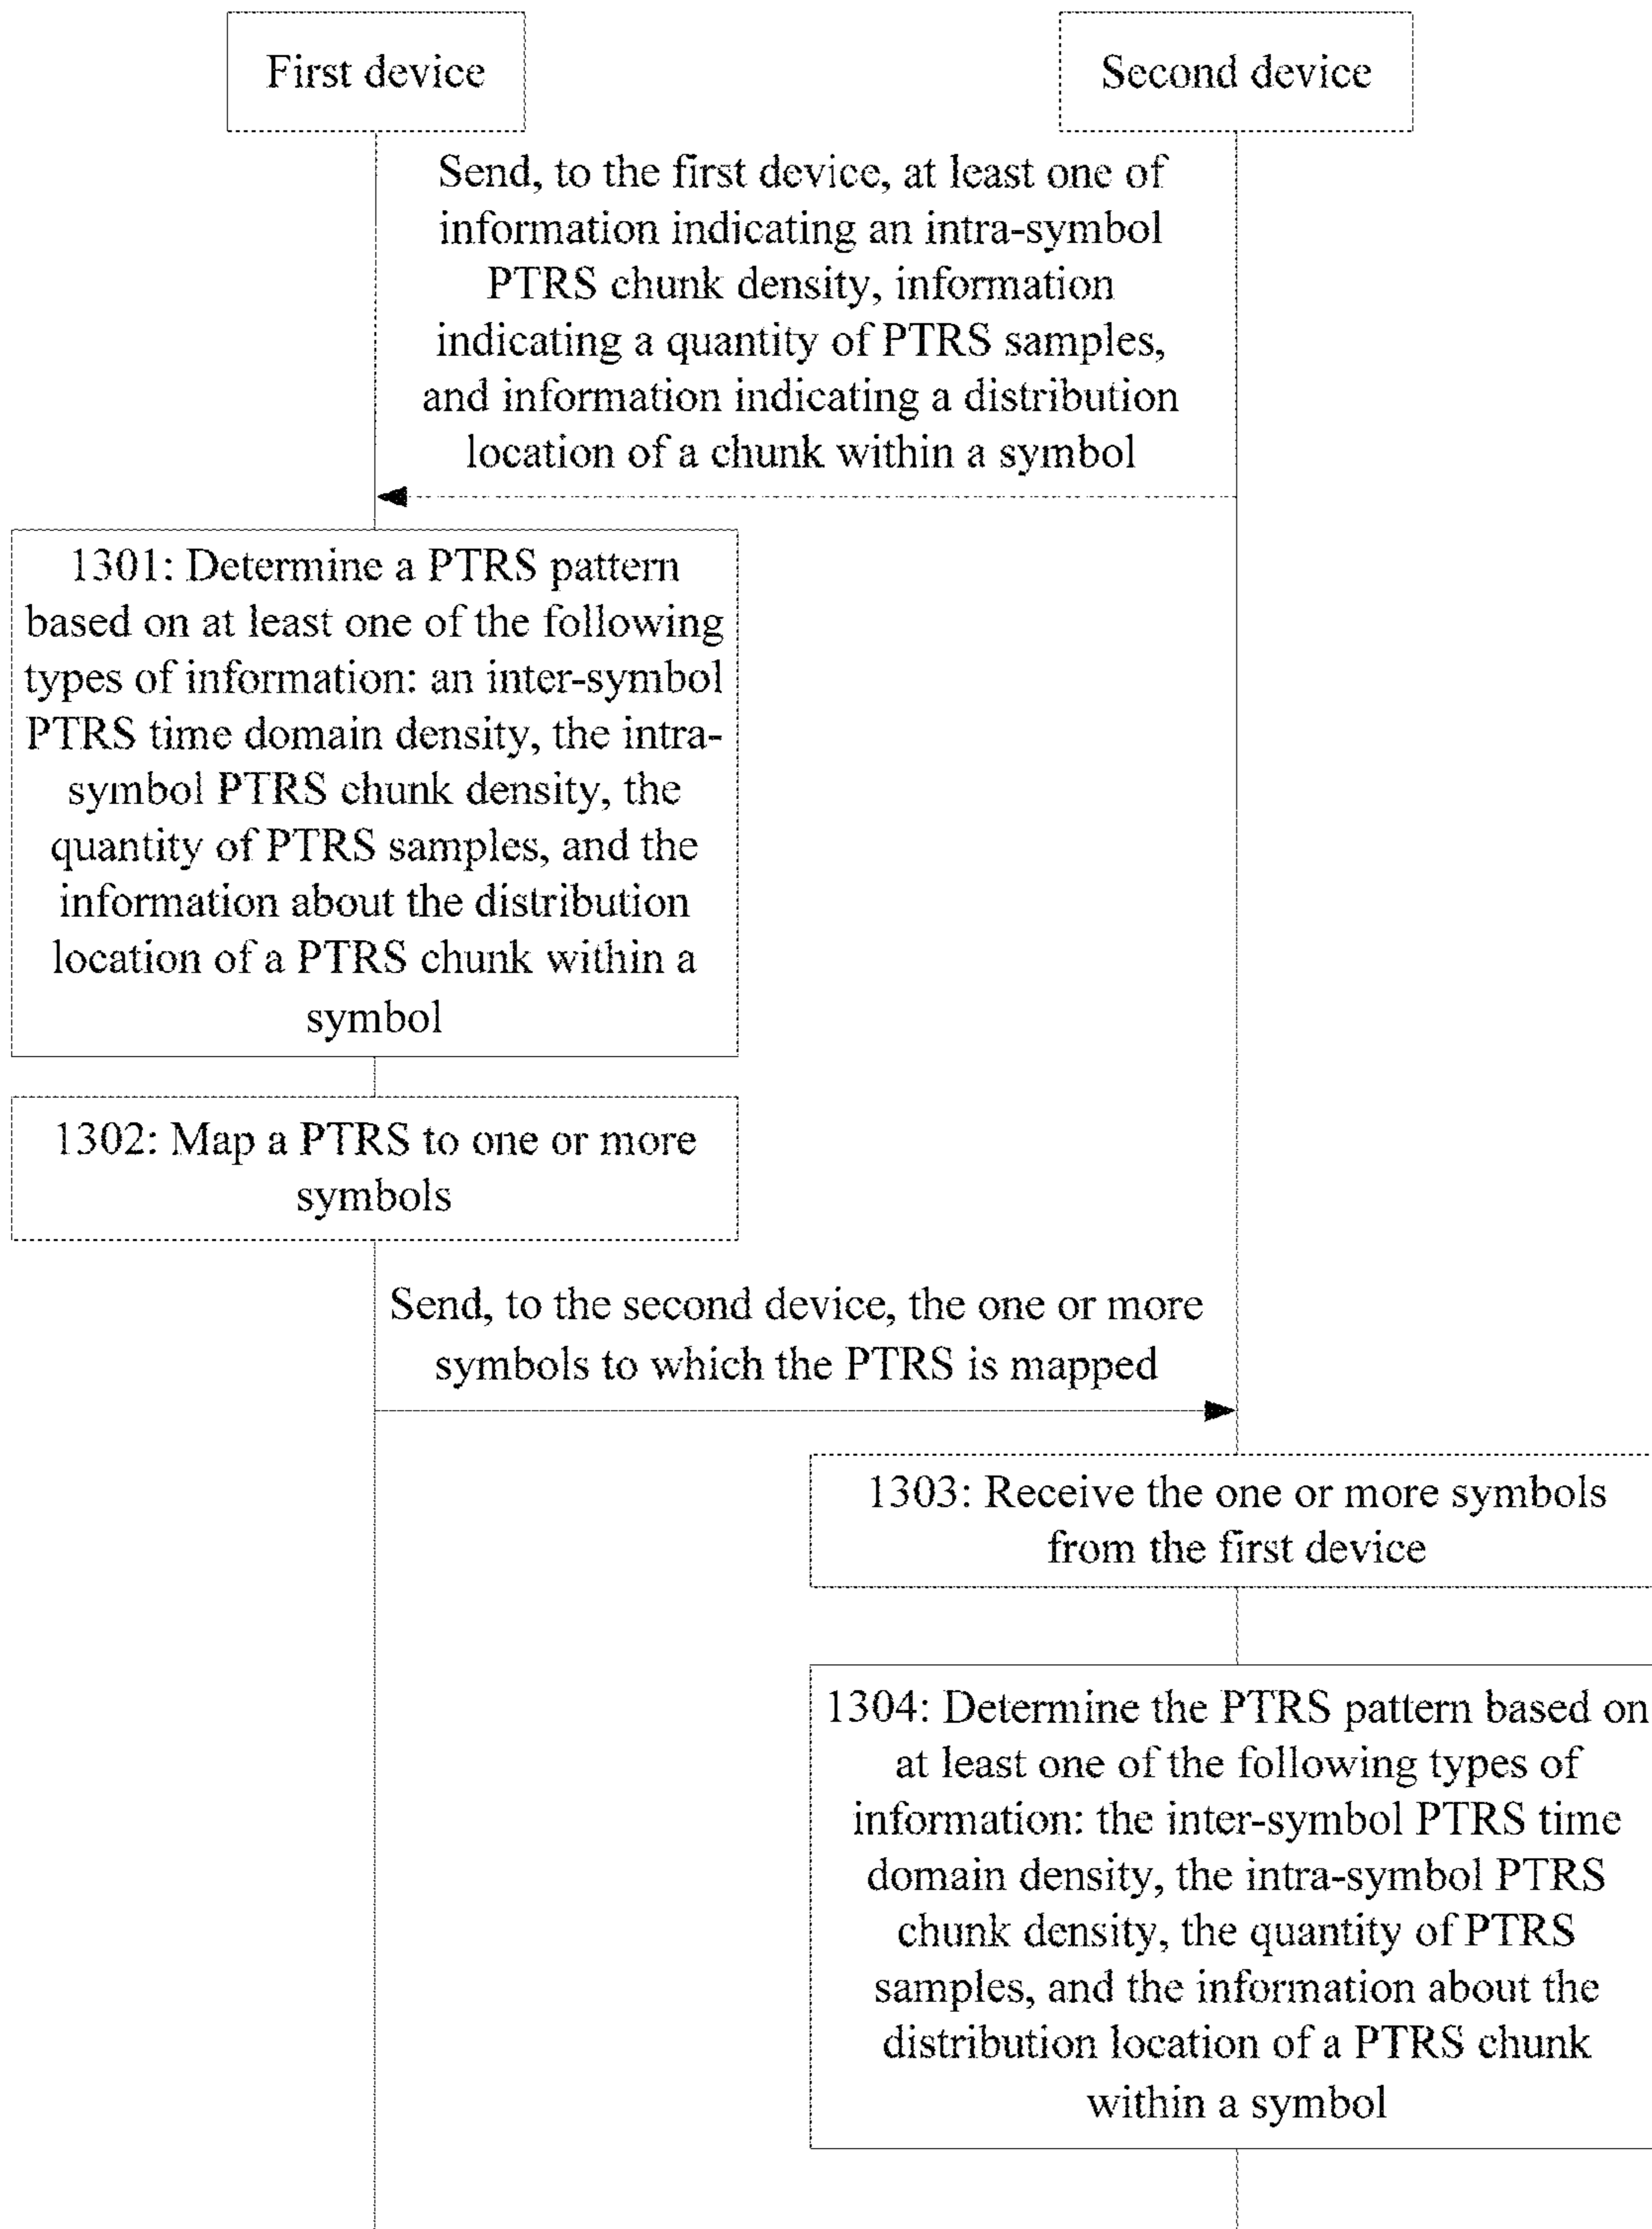 First device
Second device
Send, to the first device, at least one of
information indicating an intra-symbol
PTRS chunk density, information
indicating a quantity of PTRS samples,
and information indicating a distribution
location of a chunk within a symbol
1301: Determine a PTRS pattern
based on at least one of the following
types of information: an inter-symbol
PTRS time domain density, the intra-
symbol PTRS chunk density, the
quantity of PTRS samples, and the
information about the distribution
location of a PTRS chunk within a
symbol
1302: Map a PTRS to one or more
symbols
Send, to the second device, the one or more
symbols to which the PTRS is mapped
1303: Receive the one or more symbols
from the first device
1304: Determine the PTRS pattern based on
at least one of the following types of
information: the inter-symbol PTRS time
domain density, the intra-symbol PTRS
chunk density, the quantity of PTRS
samples, and the information about the
distribution location of a PTRS chunk
within a symbol